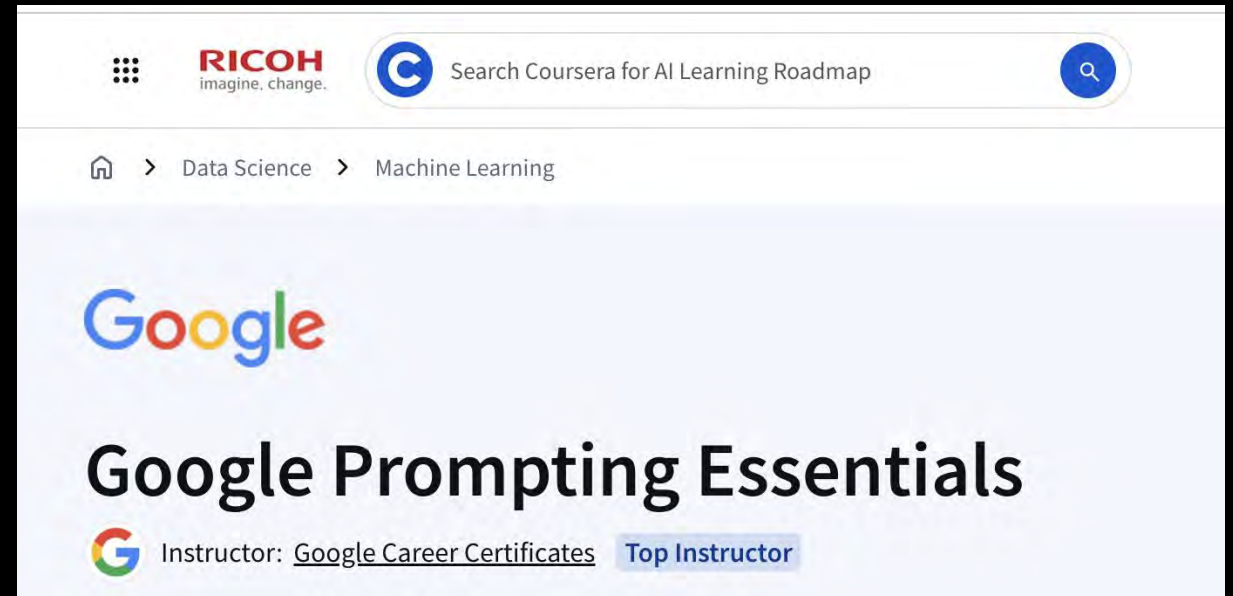 RICOH
imagine. change.
C
Search Coursera for AI Learning Roadmap
Data Science > Machine Learning
Google
Google Prompting Essentials
G Instructor: Google Career Certificates Top Instructor